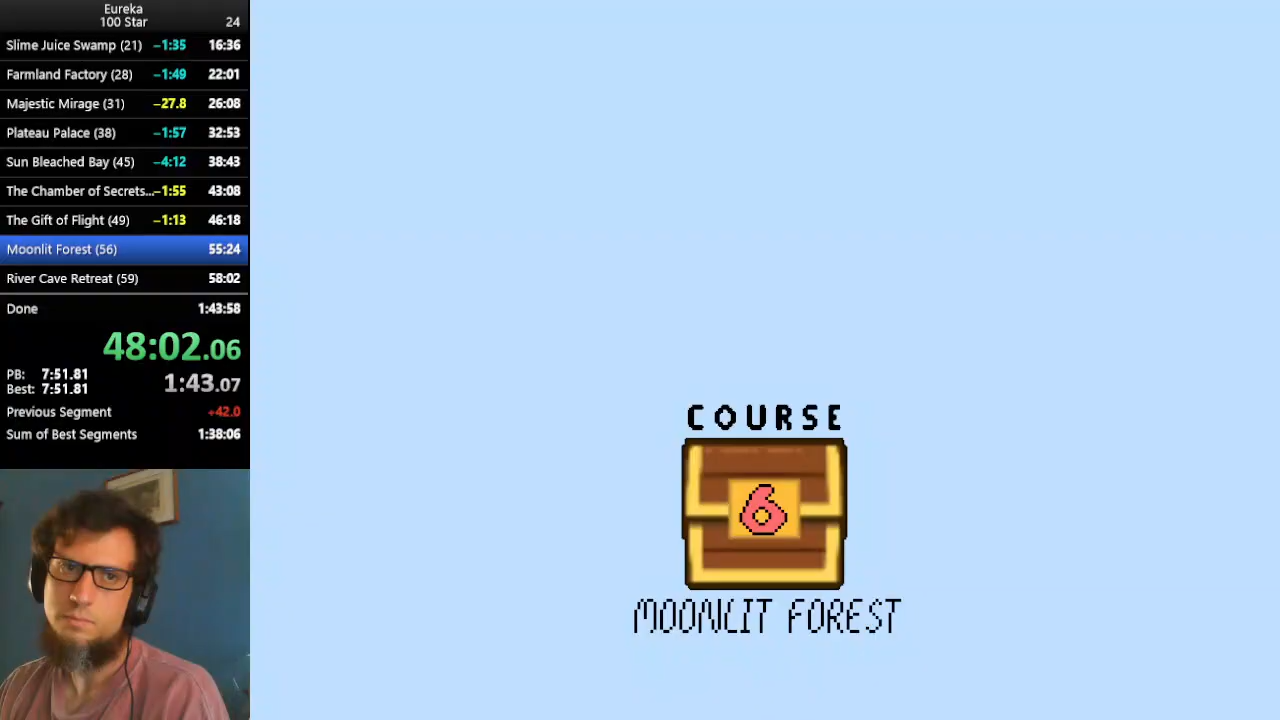 Eureka
100 Star 24
Slime Juice Swamp (21) −1:35 16:36
Farmland Factory (28) −1:49 22:01
Majestic Mirage (31) −27.8 26:08
Plateau Palace (38) −1:57 32:53
Sun Bleached Bay (45) −4:12 38:43
The Chamber of Secrets... −1:55 43:08
The Gift of Flight (49) −1:13 46:18
Moonlit Forest (56) 55:24
River Cave Retreat (59) 58:02
Done 1:43:58
48:02.06
PB: 7:51.81
Best: 7:51.81
1:43.07
Previous Segment +42.0
Sum of Best Segments 1:38:06
COURSE
6
MOONLIT FOREST